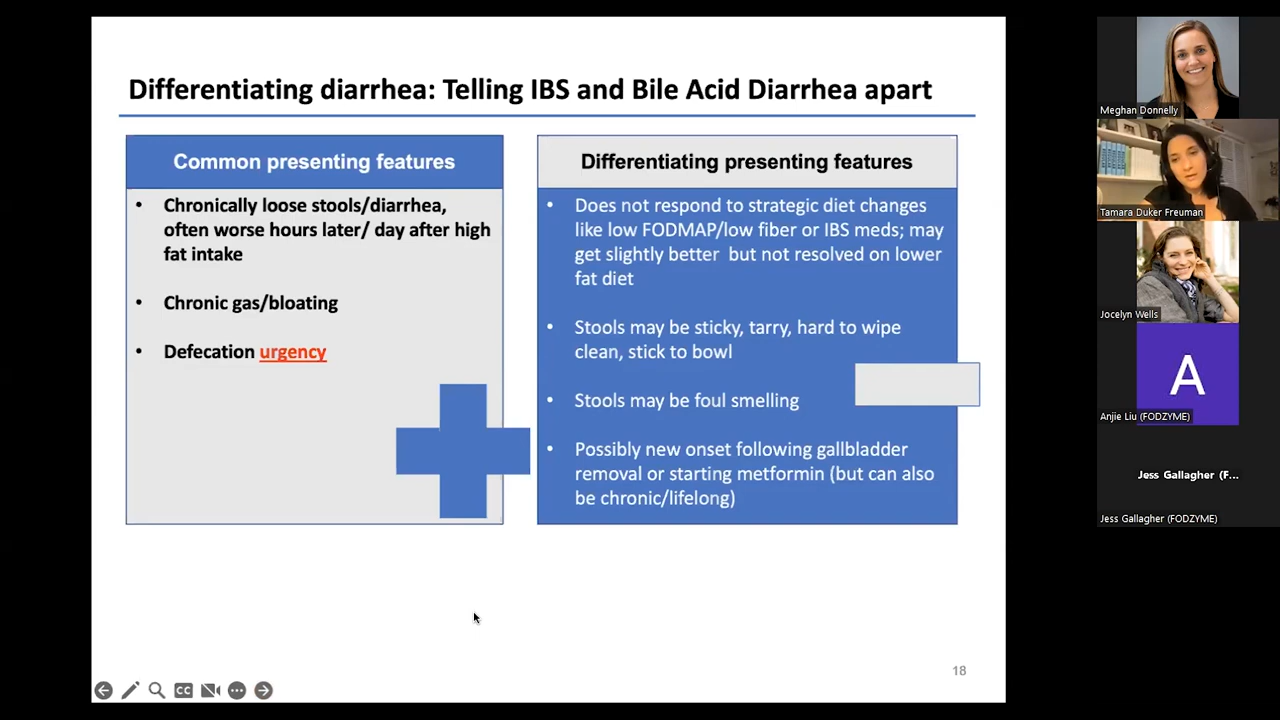 Differentiating diarrhea: Telling IBS and Bile Acid Diarrhea apart
Common presenting features
• Chronically loose stools/diarrhea,
often worse hours later/ day after high
fat intake
• Chronic gas/bloating
• Defecation urgency
Differentiating presenting features
• Does not respond to strategic diet changes
like low FODMAP/low fiber or IBS meds; may
get slightly better but not resolved on lower
fat diet
• Stools may be sticky, tarry, hard to wipe
clean, stick to bowl
• Stools may be foul smelling
• Possibly new onset following gallbladder
removal or starting metformin (but can also
be chronic/lifelong)
18
CC
Meghan Donnelly
Tamara Duker Freuman
Jocelyn Wells
A
Anjie Liu (FODZYME)
Jess Gallagher (F...
Jess Gallagher (FODZYME)